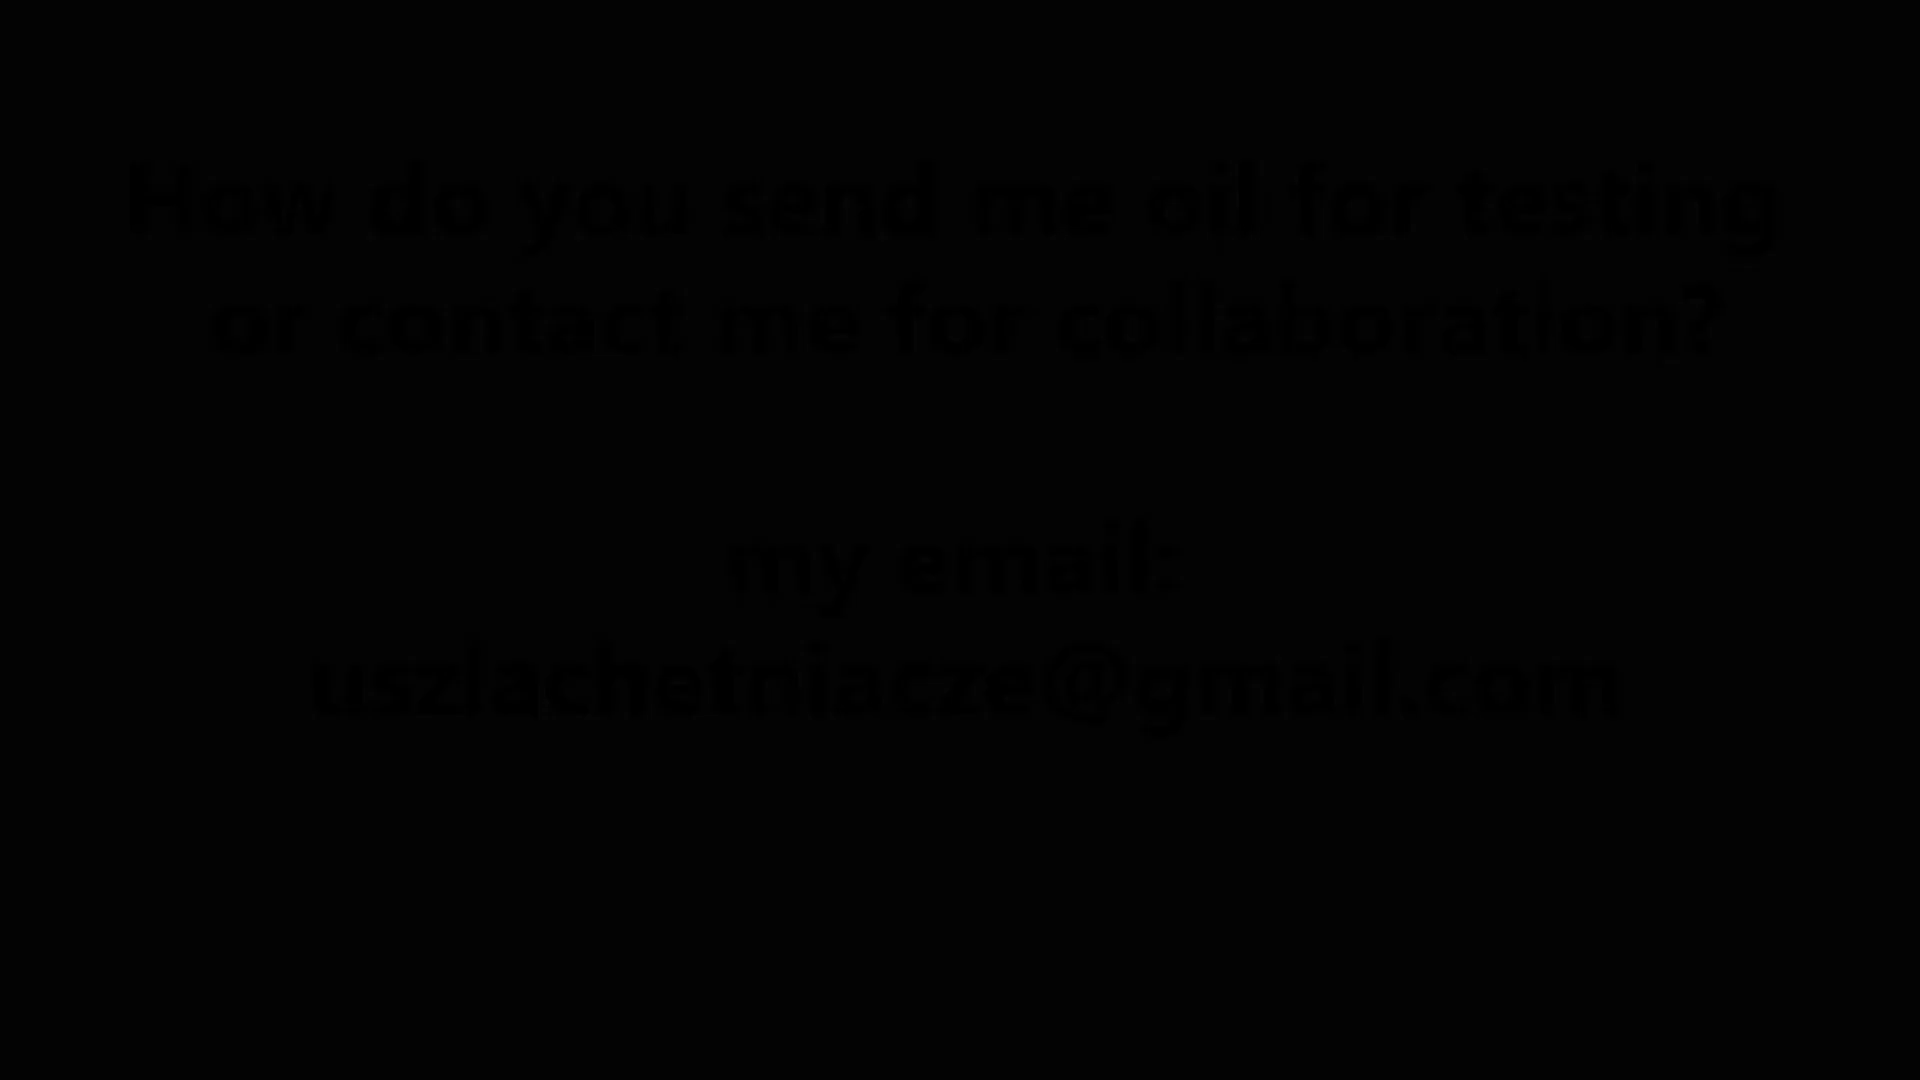 How do you send me oil for testing
or contact me for collaboration?
my email:
uszlachetniacze@gmail.com